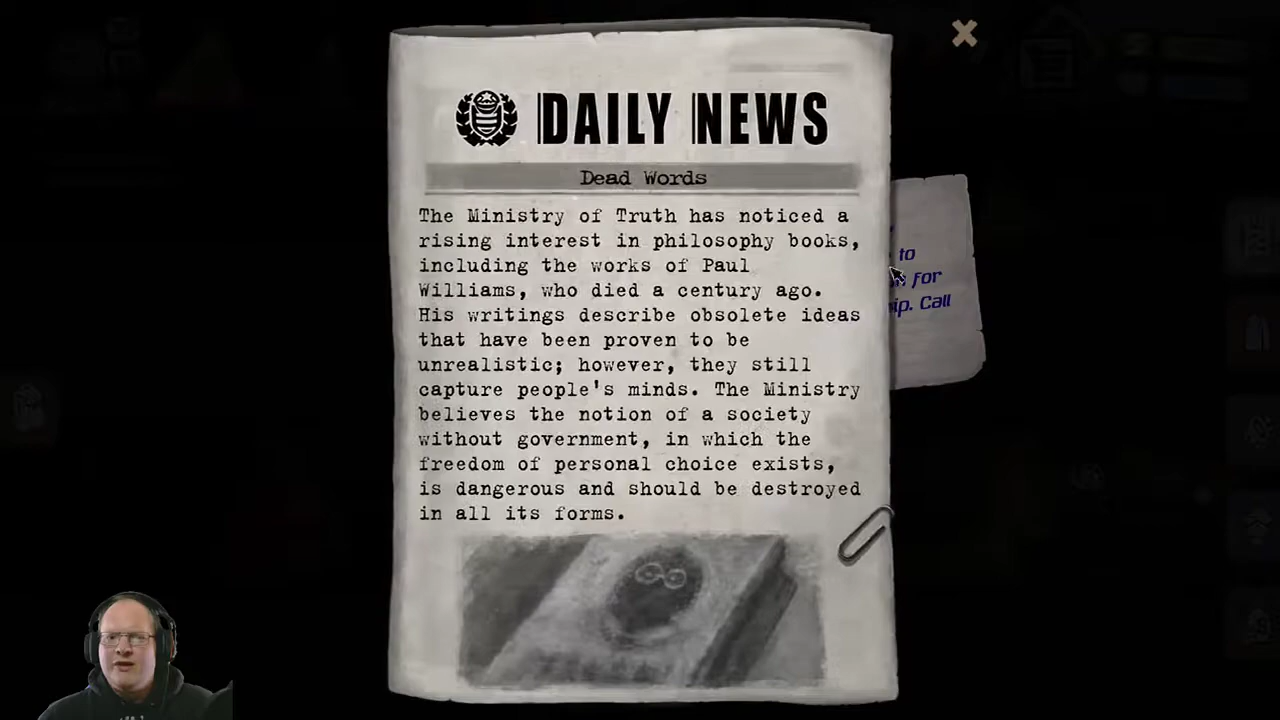 DAILY NEWS
Dead Words
The Ministry of Truth has noticed a
rising interest in philosophy books,
including the works of Paul
Williams, who died a century ago.
His writings describe obsolete ideas
that have been proven to be
unrealistic; however, they still
capture people's minds. The Ministry
believes the notion of a society
without government, in which the
freedom of personal choice exists,
is dangerous and should be destroyed
in all its forms.
to
for
Call